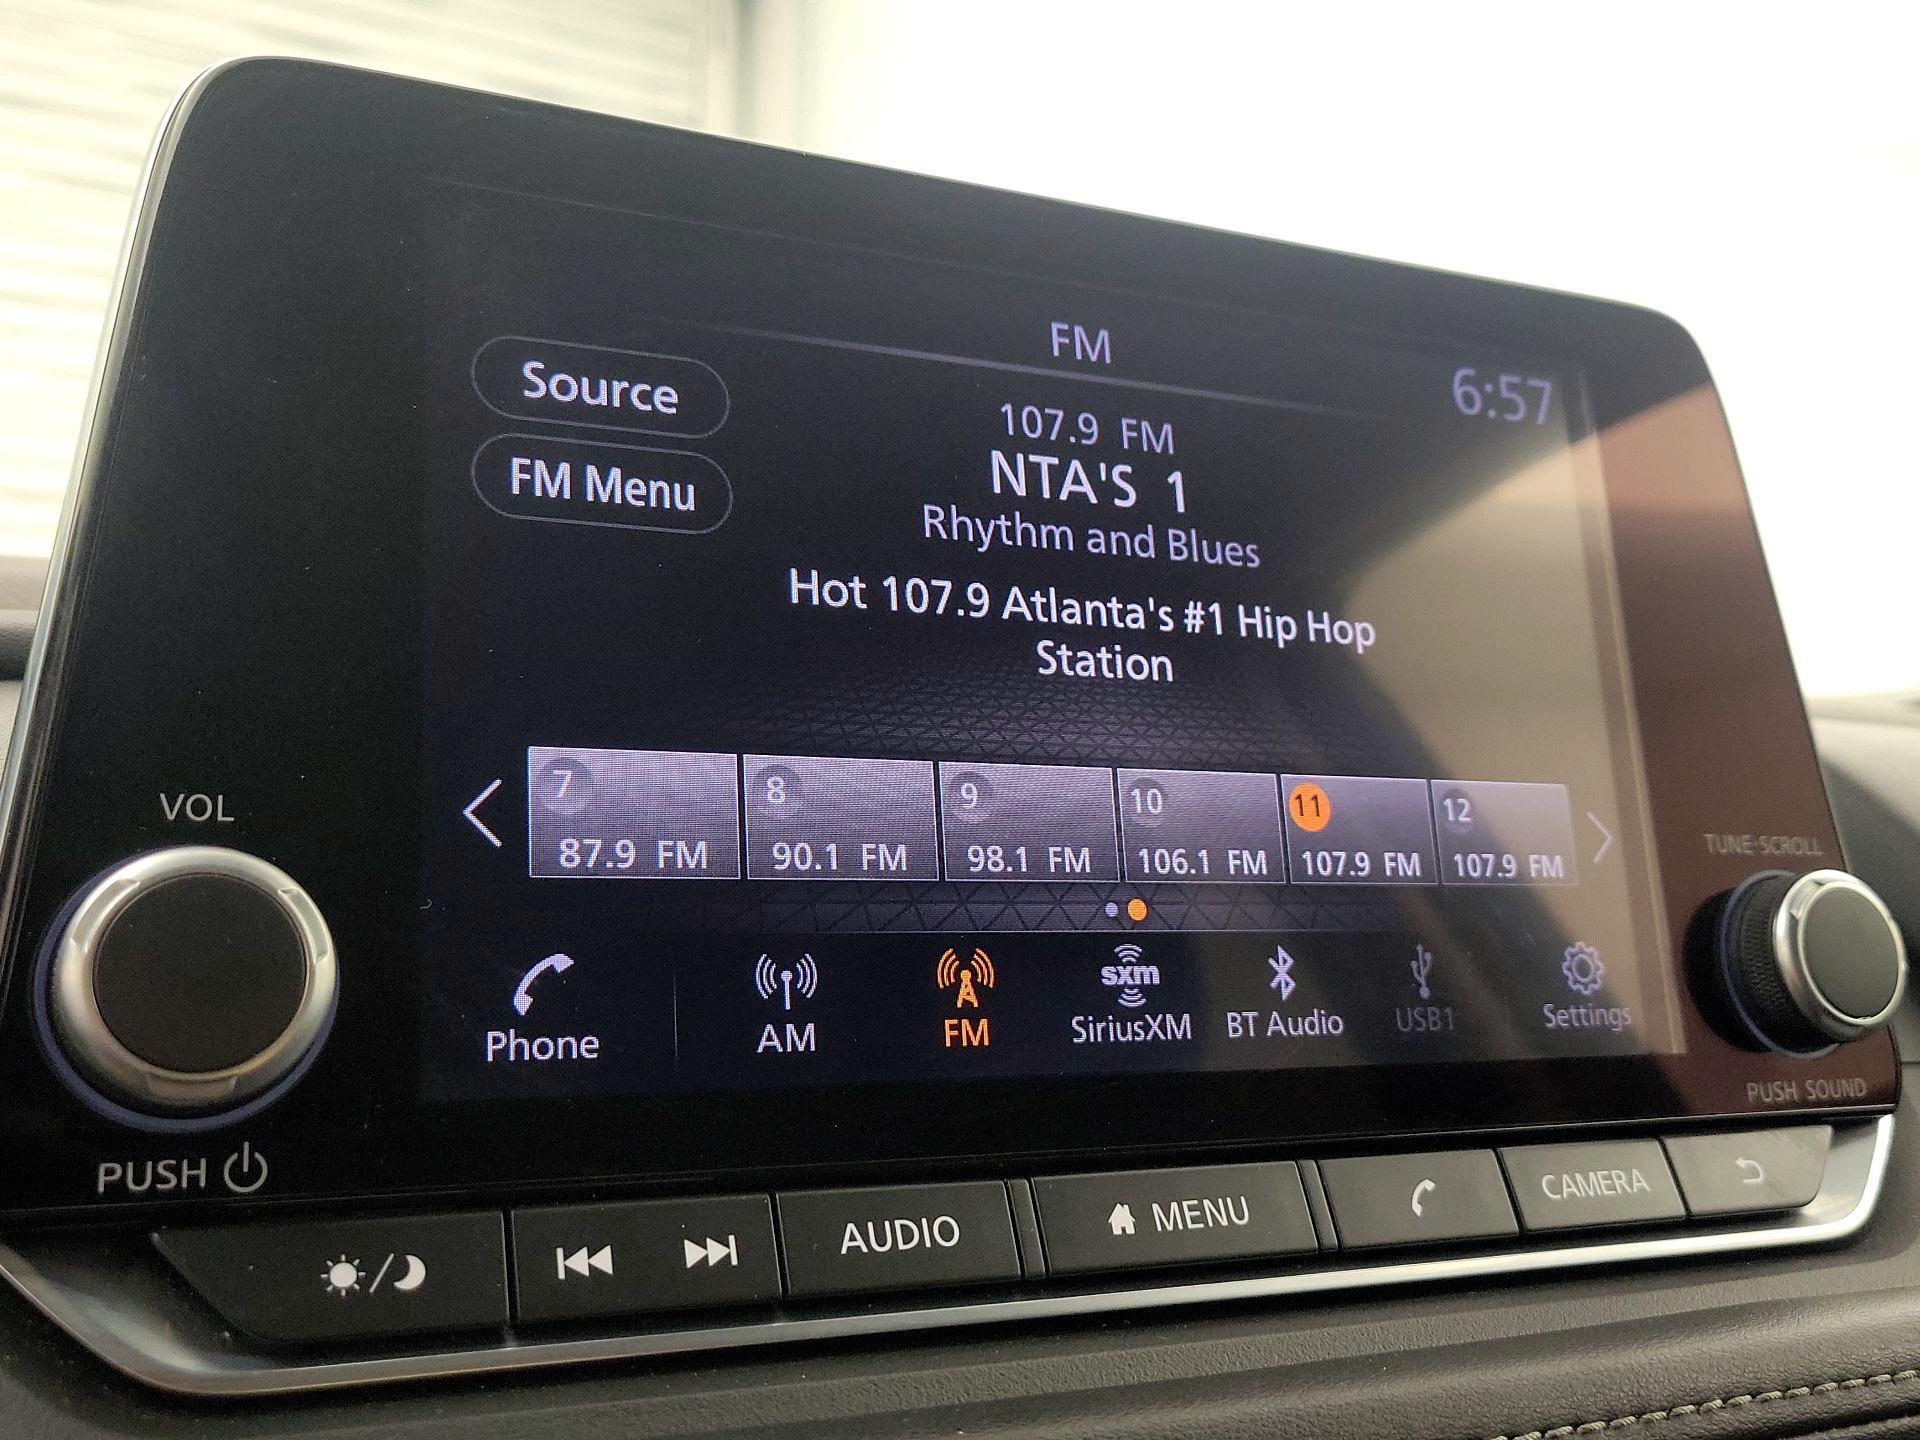 FM
6:57
Source
FM Menu
107.9 FM
NTA'S 1
Rhythm and Blues
Hot 107.9 Atlanta's #1 Hip Hop
Station
7
87.9 FM
8
90.1 FM
9
98.1 FM
10
106.1 FM
11
107.9 FM
12
107.9 FM
Phone
AM
FM
sxm
SiriusXM
BT Audio
USB1
Settings
VOL
PUSH
TUNE·SCROLL
PUSH SOUND
AUDIO
MENU
CAMERA